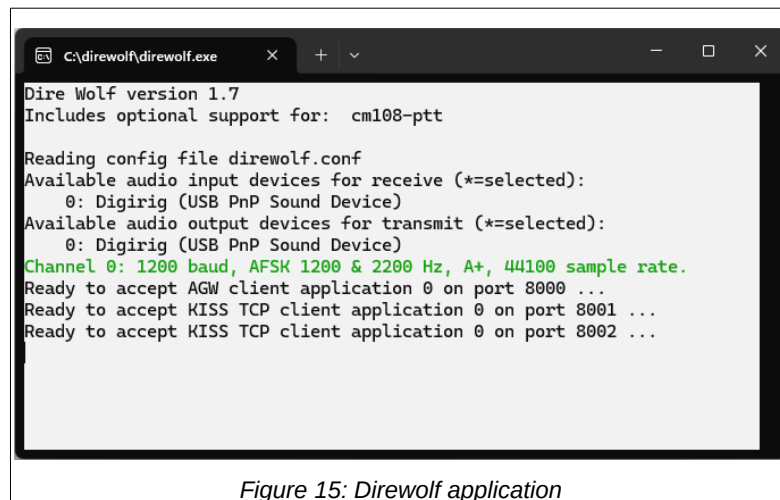 C:\direwolf\direwolf.exe
Dire Wolf version 1.7
Includes optional support for:  cm108-ptt
Reading config file direwolf.conf
Available audio input devices for receive (*=selected):
    0: Digirig (USB PnP Sound Device)
Available audio output devices for transmit (*=selected):
    0: Digirig (USB PnP Sound Device)
Channel 0: 1200 baud, AFSK 1200 & 2200 Hz, A+, 44100 sample rate.
Ready to accept AGW client application 0 on port 8000 ...
Ready to accept KISS TCP client application 0 on port 8001 ...
Ready to accept KISS TCP client application 0 on port 8002 ...
Figure 15: Direwolf application